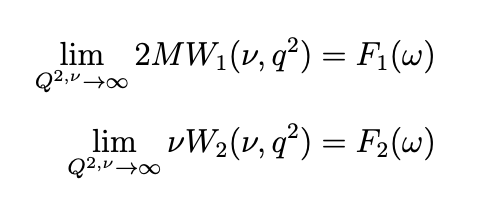 lim_{Q^{2,ν}→∞} 2MW_1(ν, q^2) = F_1(ω)
lim_{Q^{2,ν}→∞} νW_2(ν, q^2) = F_2(ω)